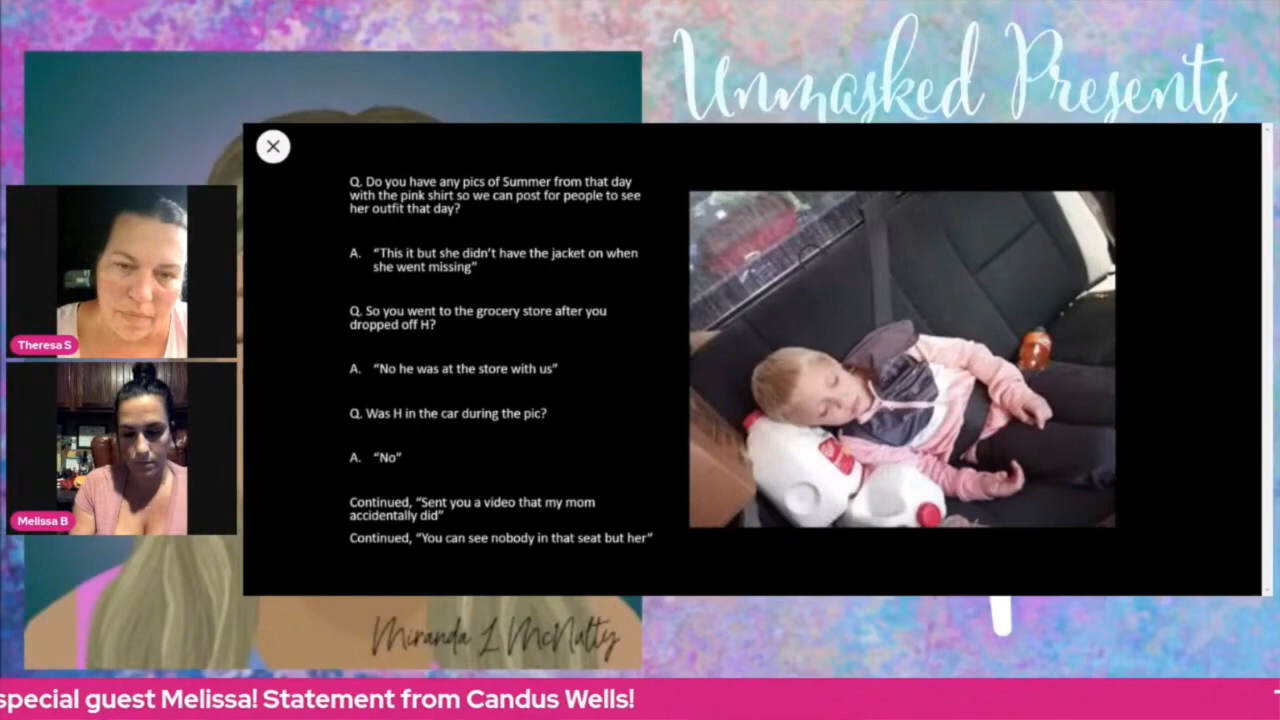 Unmasked Presents
Q. Do you have any pics of Summer from that day
with the pink shirt so we can post for people to see
her outfit that day?
A. “This it but she didn’t have the jacket on when
she went missing”
Q. So you went to the grocery store after you
dropped off H?
A. “No he was at the store with us”
Q. Was H in the car during the pic?
A. “No”
Continued, “Sent you a video that my mom
accidentally did”
Continued, “You can see nobody in that seat but her”
Theresa S
Melissa B
Miranda L McNulty
special guest Melissa! Statement from Candus Wells!